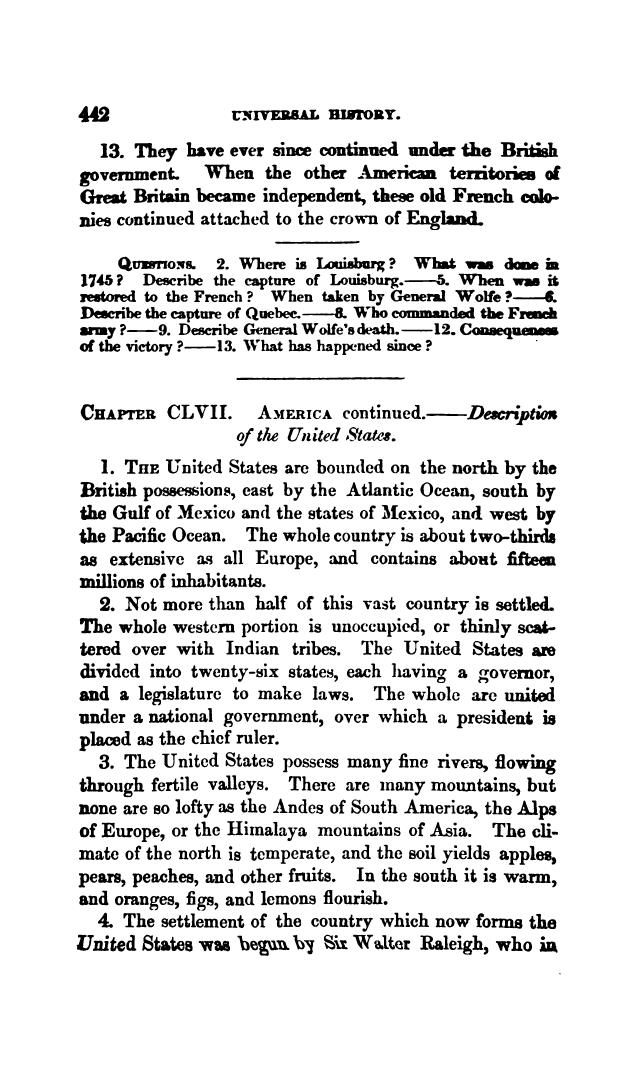 442 UNIVERSAL HISTORY.
13. They have ever since continued under the British
government. When the other American territories of
Great Britain became independent, these old French colo-
nies continued attached to the crown of England.
QUESTIONS. 2. Where is Louisburg? What was done in
1745? Describe the capture of Louisburg.—5. When was it
restored to the French? When taken by General Wolfe?—6.
Describe the capture of Quebec.—8. Who commanded the French
army?—9. Describe General Wolfe's death.—12. Consequences
of the victory?—13. What has happened since?
CHAPTER CLVII. AMERICA continued.—Description
of the United States.
1. THE United States are bounded on the north by the
British possessions, east by the Atlantic Ocean, south by
the Gulf of Mexico and the states of Mexico, and west by
the Pacific Ocean. The whole country is about two-thirds
as extensive as all Europe, and contains about fifteen
millions of inhabitants.
2. Not more than half of this vast country is settled.
The whole western portion is unoccupied, or thinly scat-
tered over with Indian tribes. The United States are
divided into twenty-six states, each having a governor,
and a legislature to make laws. The whole are united
under a national government, over which a president is
placed as the chief ruler.
3. The United States possess many fine rivers, flowing
through fertile valleys. There are many mountains, but
none are so lofty as the Andes of South America, the Alps
of Europe, or the Himalaya mountains of Asia. The cli-
mate of the north is temperate, and the soil yields apples,
pears, peaches, and other fruits. In the south it is warm,
and oranges, figs, and lemons flourish.
4. The settlement of the country which now forms the
United States was begun by Sir Walter Raleigh, who in